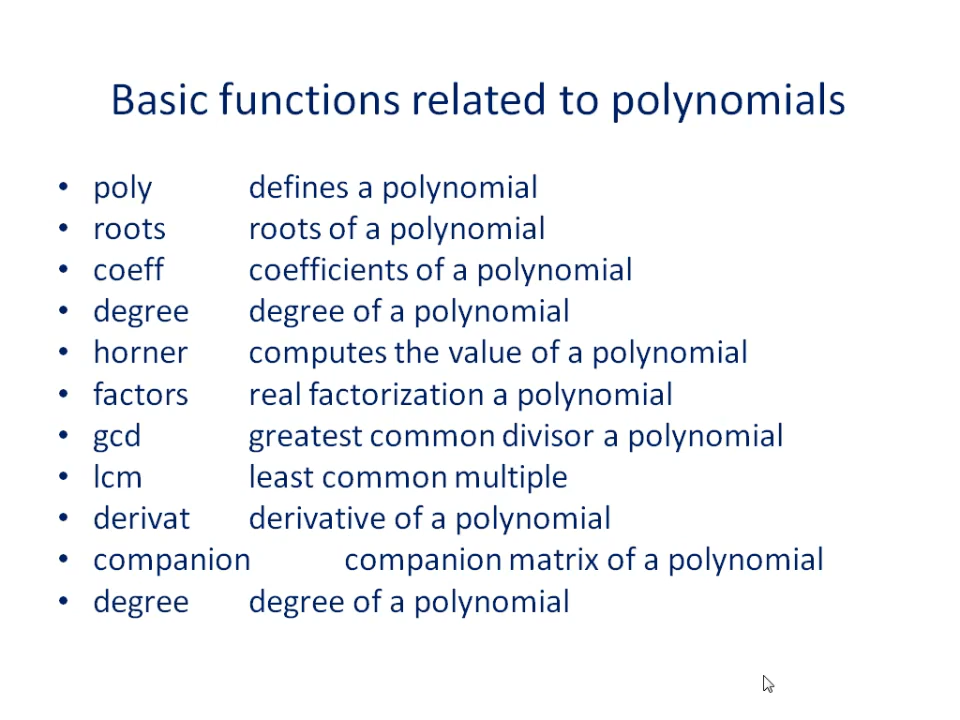 Basic functions related to polynomials
• poly defines a polynomial
• roots roots of a polynomial
• coeff coefficients of a polynomial
• degree degree of a polynomial
• horner computes the value of a polynomial
• factors real factorization a polynomial
• gcd greatest common divisor a polynomial
• lcm least common multiple
• derivat derivative of a polynomial
• companion companion matrix of a polynomial
• degree degree of a polynomial